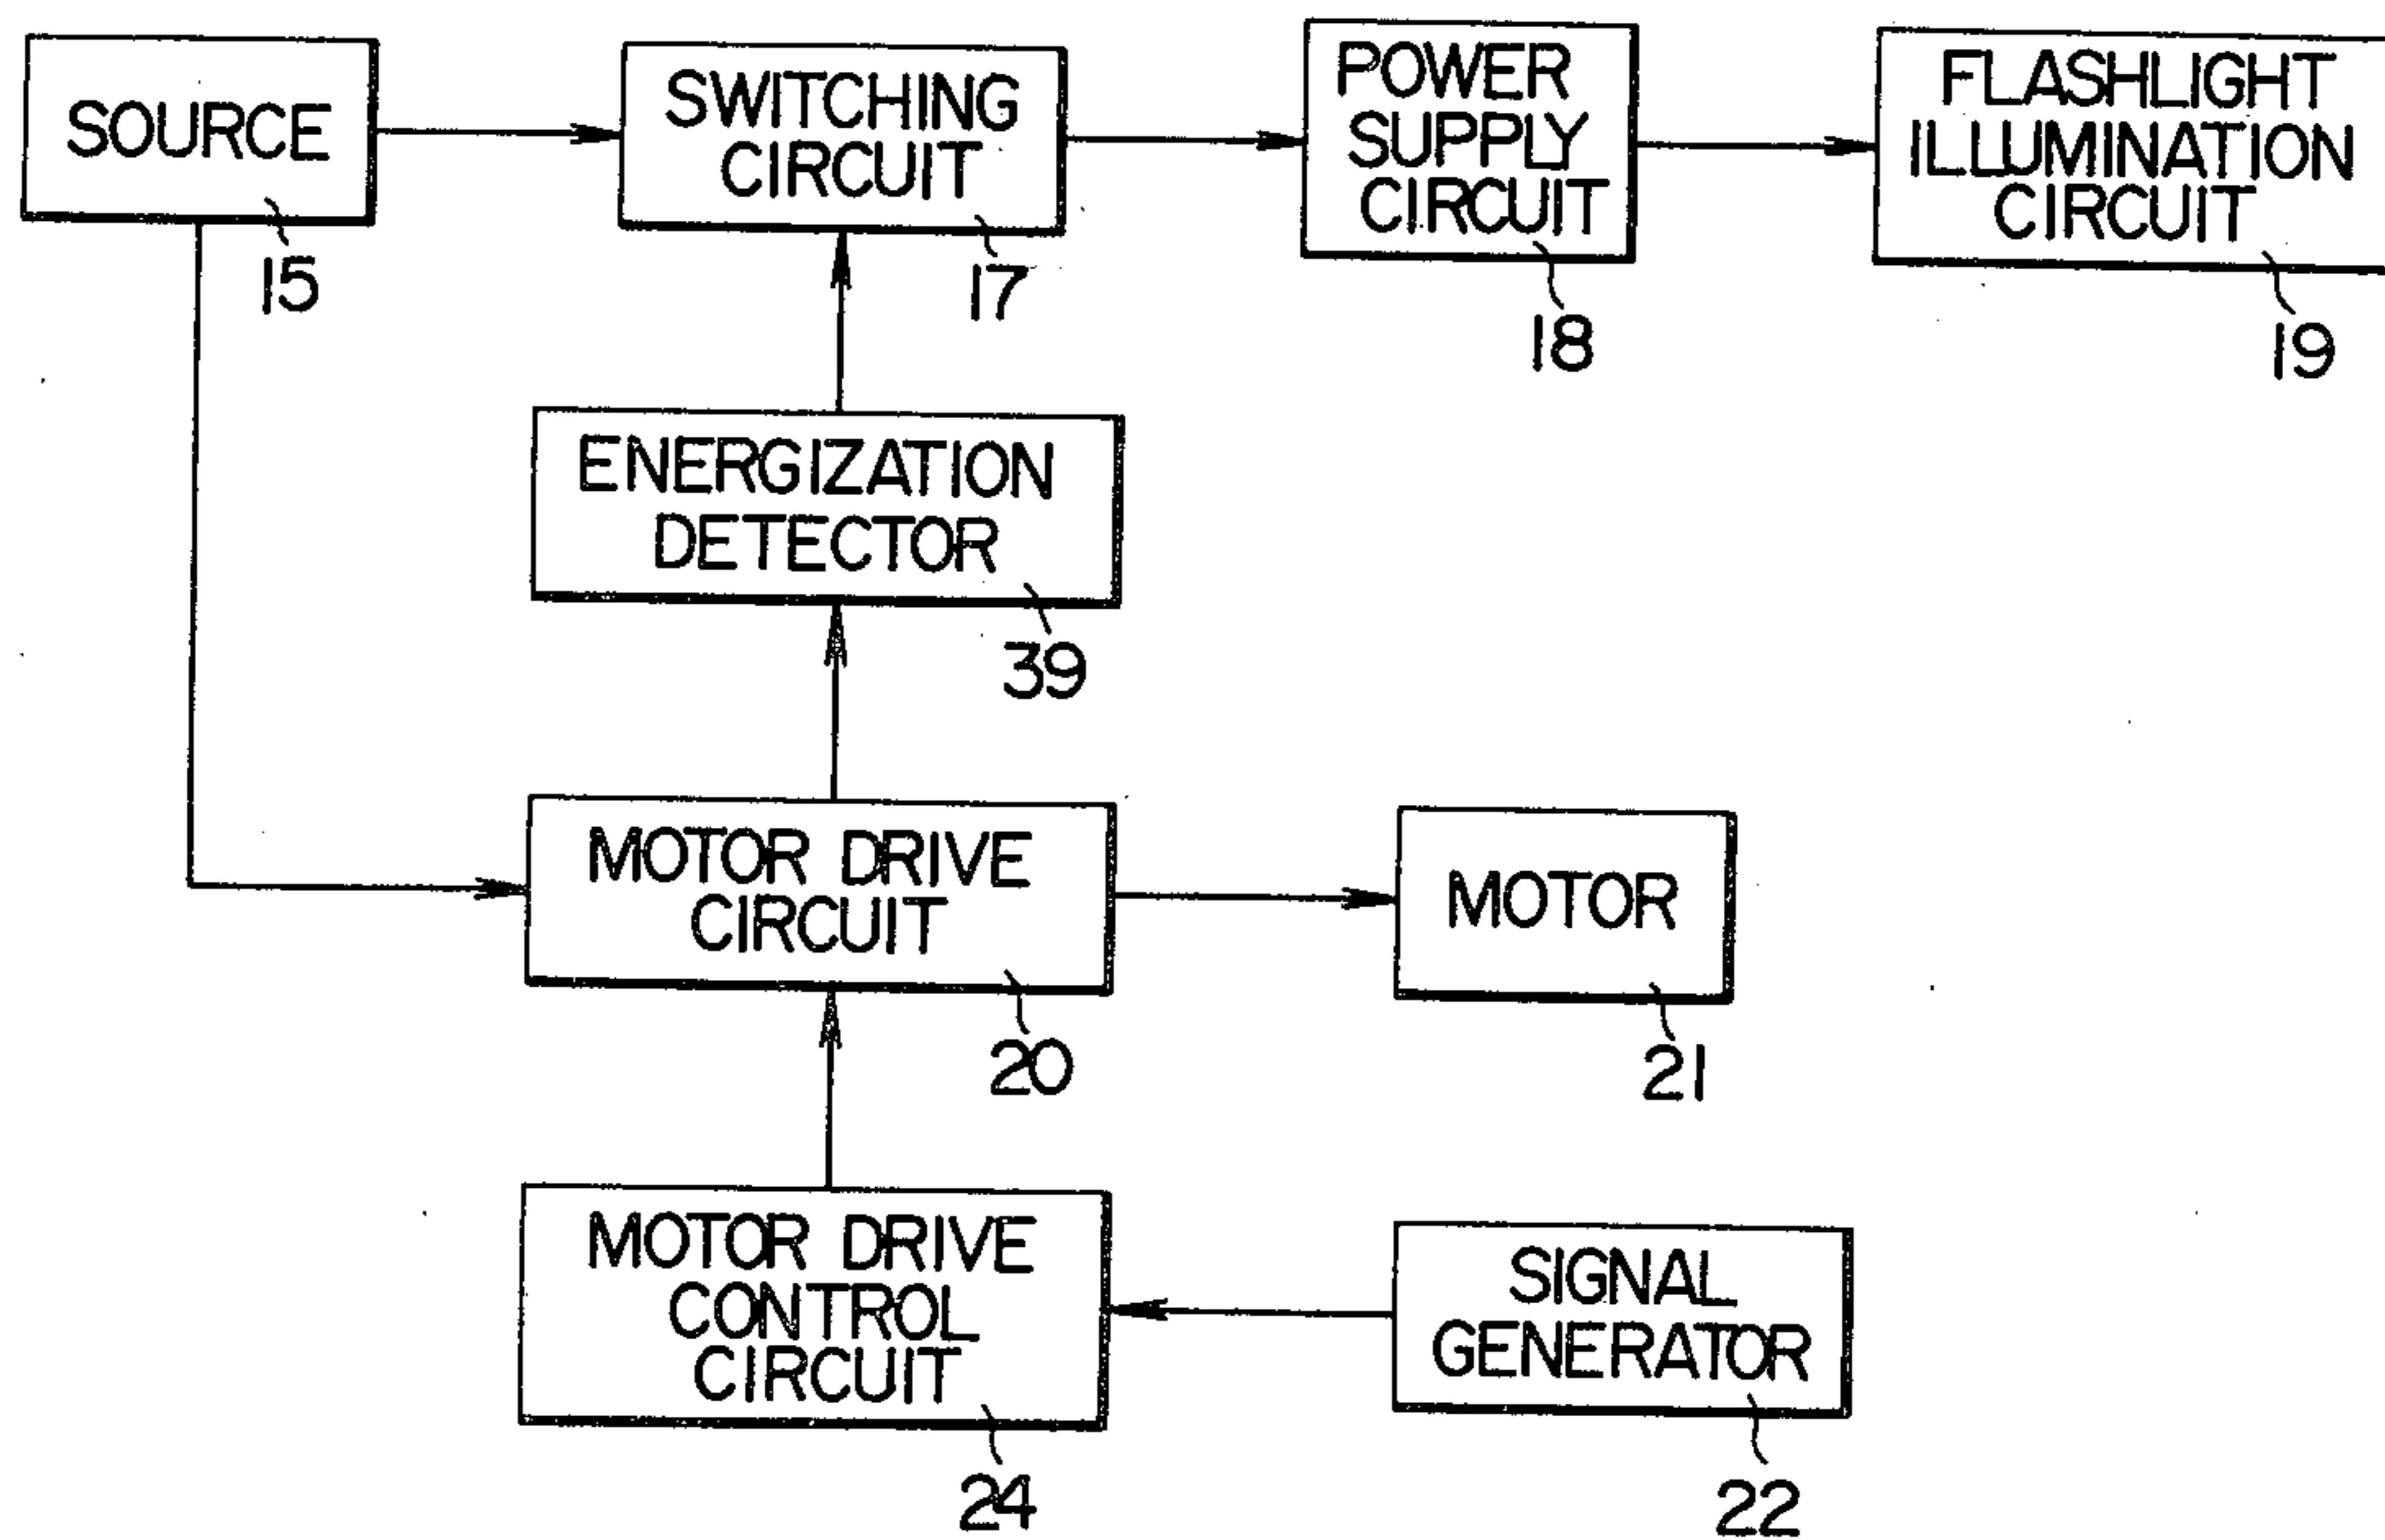 SOURCE
15
SWITCHING
CIRCUIT
17
POWER
SUPPLY
CIRCUIT
18
FLASHLIGHT
ILLUMINATION
CIRCUIT
19
ENERGIZATION
DETECTOR
39
MOTOR DRIVE
CIRCUIT
20
MOTOR
21
MOTOR DRIVE
CONTROL
CIRCUIT
24
SIGNAL
GENERATOR
22